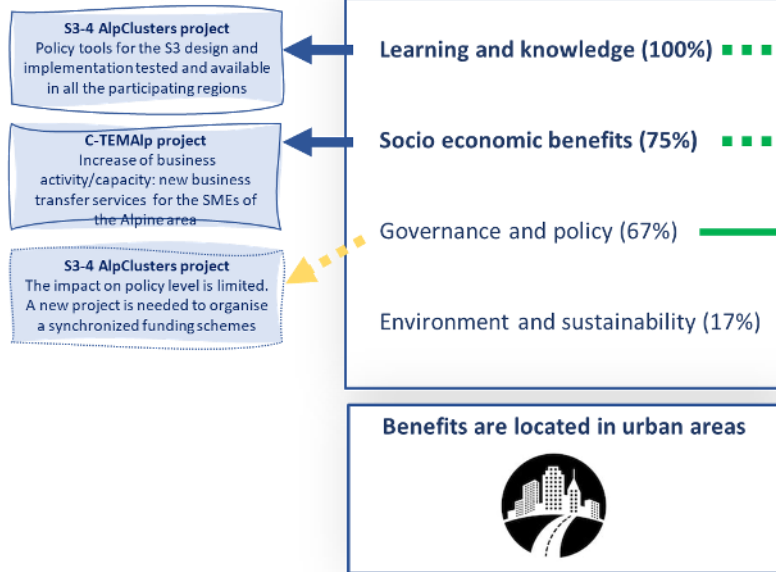 S3-4 AlpClusters project
Policy tools for the S3 design and
implementation tested and available
in all the participating regions
C-TEMAlp project
Increase of business
activity/capacity: new business
transfer services for the SMEs of
the Alpine area
S3-4 AlpClusters project
The impact on policy level is limited.
A new project is needed to organise
a synchronized funding schemes
Learning and knowledge (100%)
Socio economic benefits (75%)
Governance and policy (67%)
Environment and sustainability (17%)
Benefits are located in urban areas